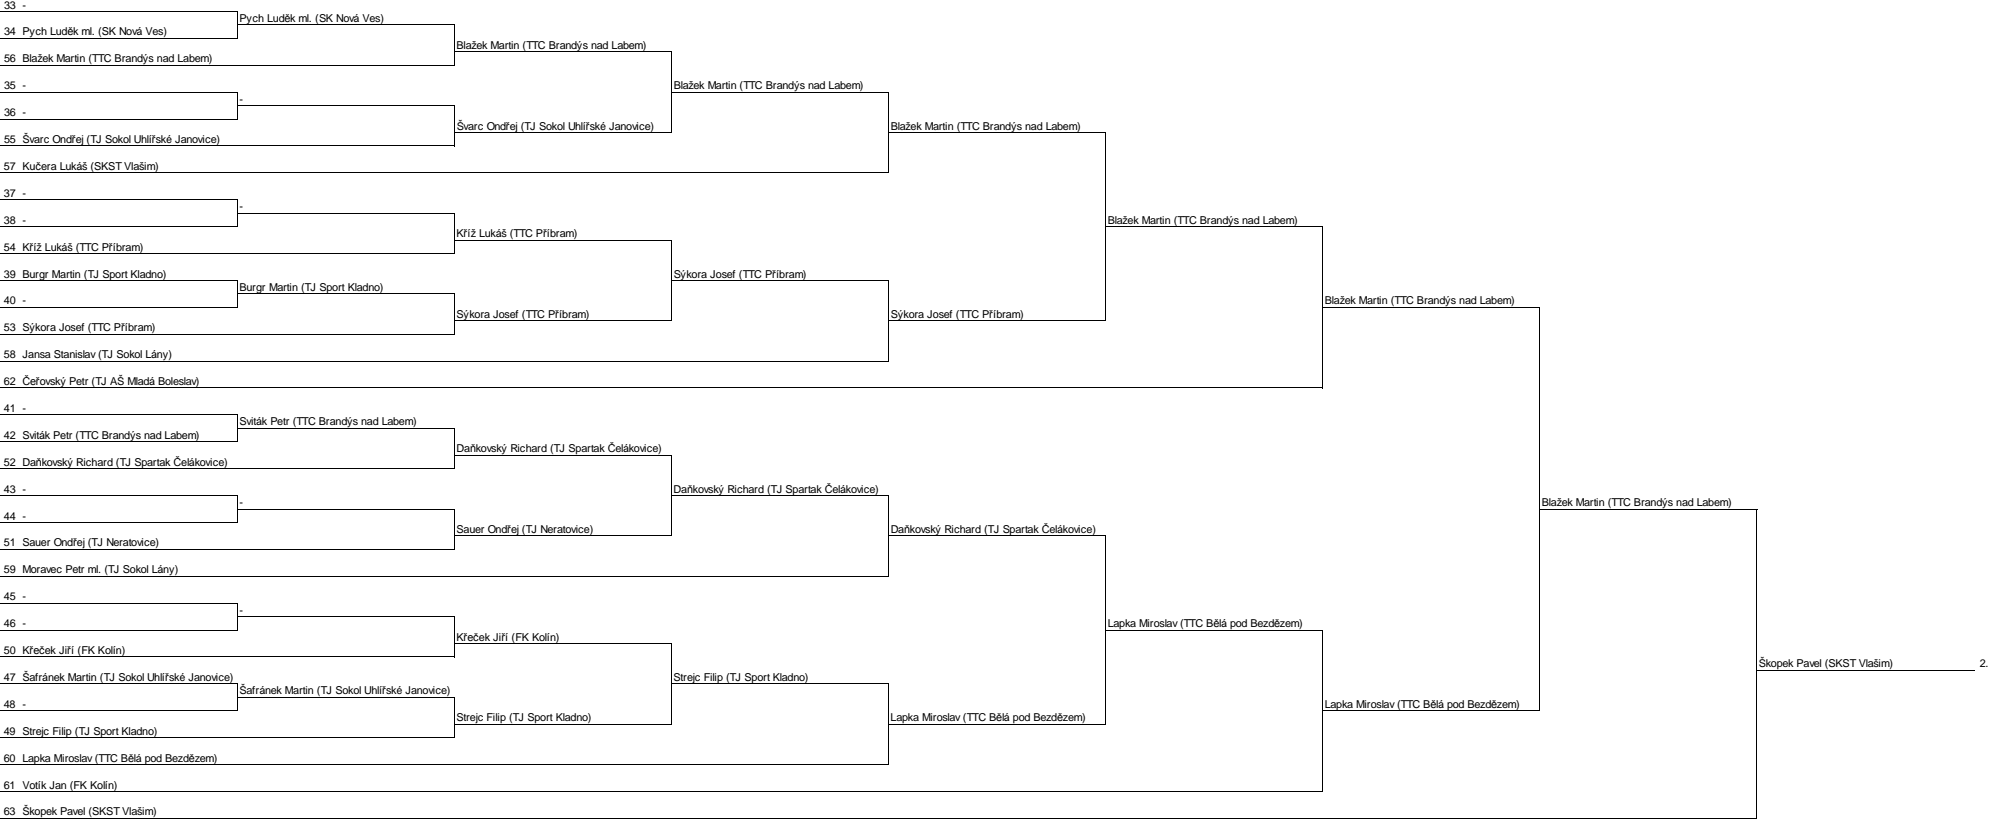 33 -
Pych Luděk ml. (SK Nová Ves)
34 Pych Luděk ml. (SK Nová Ves)
Blažek Martin (TTC Brandýs nad Labem)
56 Blažek Martin (TTC Brandýs nad Labem)
35 -
Blažek Martin (TTC Brandýs nad Labem)
-
36 -
Švarc Ondřej (TJ Sokol Uhlířské Janovice)
Blažek Martin (TTC Brandýs nad Labem)
55 Švarc Ondřej (TJ Sokol Uhlířské Janovice)
57 Kučera Lukáš (SKST Vlašim)
37 -
-
38 -
Blažek Martin (TTC Brandýs nad Labem)
Kříž Lukáš (TTC Příbram)
54 Kříž Lukáš (TTC Příbram)
39 Burgr Martin (TJ Sport Kladno)
Sýkora Josef (TTC Příbram)
Burgr Martin (TJ Sport Kladno)
40 -
Blažek Martin (TTC Brandýs nad Labem)
Sýkora Josef (TTC Příbram)
Sýkora Josef (TTC Příbram)
53 Sýkora Josef (TTC Příbram)
58 Jansa Stanislav (TJ Sokol Lány)
62 Čeřovský Petr (TJ AŠ Mladá Boleslav)
41 -
Sviták Petr (TTC Brandýs nad Labem)
42 Sviták Petr (TTC Brandýs nad Labem)
Daňkovský Richard (TJ Spartak Čelákovice)
52 Daňkovský Richard (TJ Spartak Čelákovice)
43 -
Daňkovský Richard (TJ Spartak Čelákovice)
-
Blažek Martin (TTC Brandýs nad Labem)
44 -
Sauer Ondřej (TJ Neratovice)
Daňkovský Richard (TJ Spartak Čelákovice)
51 Sauer Ondřej (TJ Neratovice)
59 Moravec Petr ml. (TJ Sokol Lány)
45 -
-
46 -
Lapka Miroslav (TTC Bělá pod Bezdězem)
Křeček Jiří (FK Kolín)
50 Křeček Jiří (FK Kolín)
Škopek Pavel (SKST Vlašim) 2.
47 Šafránek Martin (TJ Sokol Uhlířské Janovice)
Strejc Filip (TJ Sport Kladno)
Šafránek Martin (TJ Sokol Uhlířské Janovice)
48 -
Lapka Miroslav (TTC Bělá pod Bezdězem)
Strejc Filip (TJ Sport Kladno)
Lapka Miroslav (TTC Bělá pod Bezdězem)
49 Strejc Filip (TJ Sport Kladno)
60 Lapka Miroslav (TTC Bělá pod Bezdězem)
61 Votík Jan (FK Kolín)
63 Škopek Pavel (SKST Vlašim)